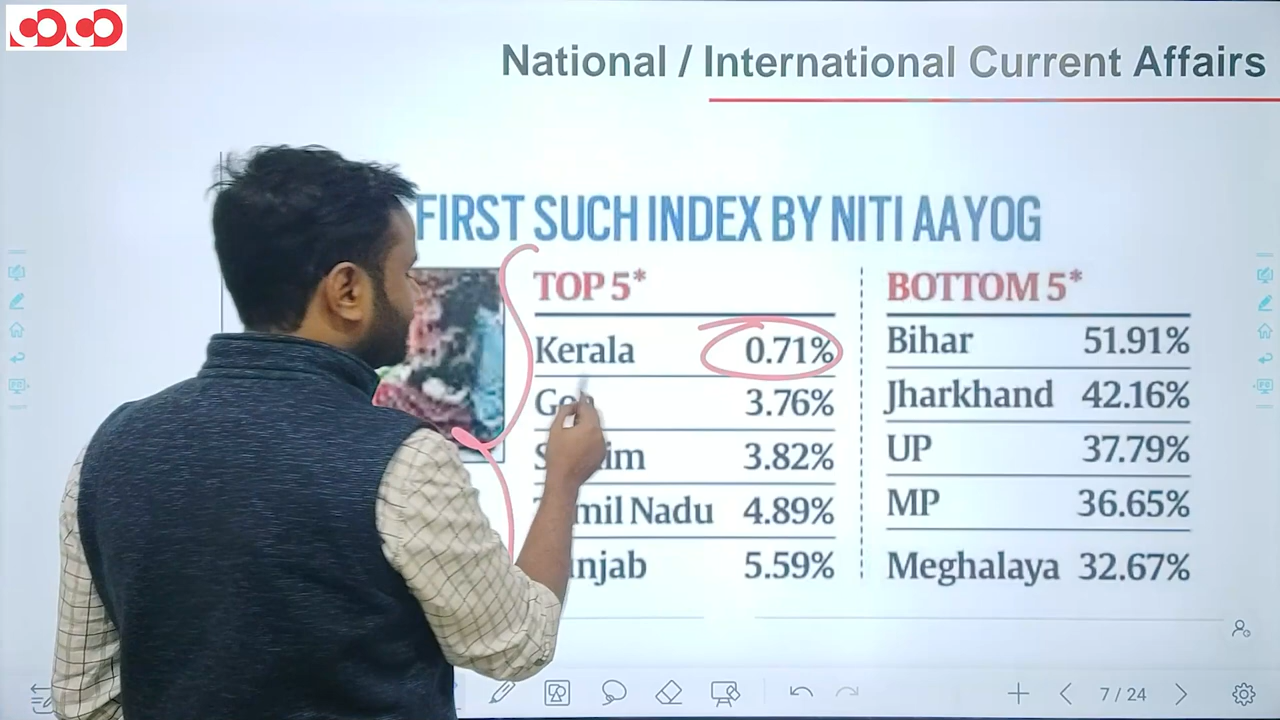 National / International Current Affairs
FIRST SUCH INDEX BY NITI AAYOG
TOP 5*
Kerala 0.71%
3.76%
3.82%
Nadu 4.89%
5.59%
BOTTOM 5*
Bihar 51.91%
Jharkhand 42.16%
UP 37.79%
MP 36.65%
Meghalaya 32.67%
7 / 24